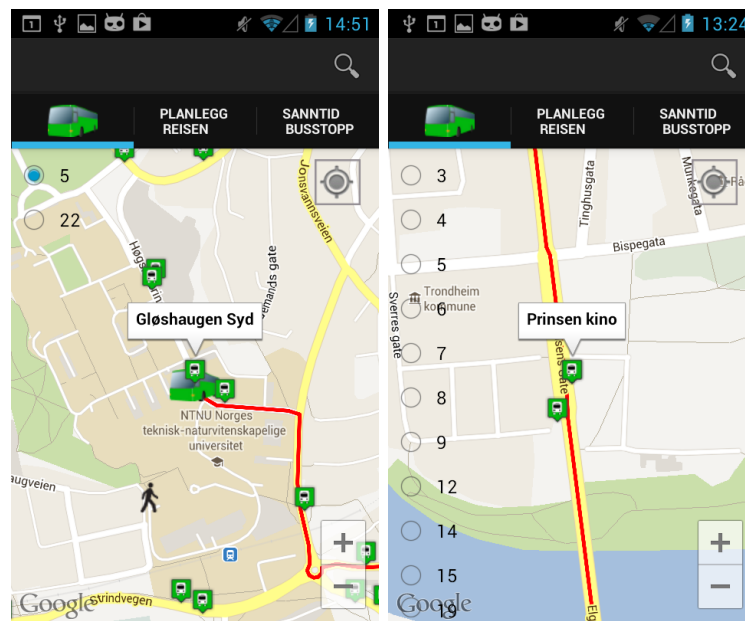 1
14:51
PLANLEGG
REISEN
SANNTID
BUSSTOPP
5
22
Jonsvannsveien
Gløshaugen Syd
NTNU Norges
teknisk-naturvitenskapelige
universitet
Strindvegen
Google
1
13:24
PLANLEGG
REISEN
SANNTID
BUSSTOPP
3
4
5
6
7
8
9
12
14
15
19
Tinghusgata
Munkegata
Bispegata
Trondheim
kommune
Sverres gate
Prinsen kino
Google